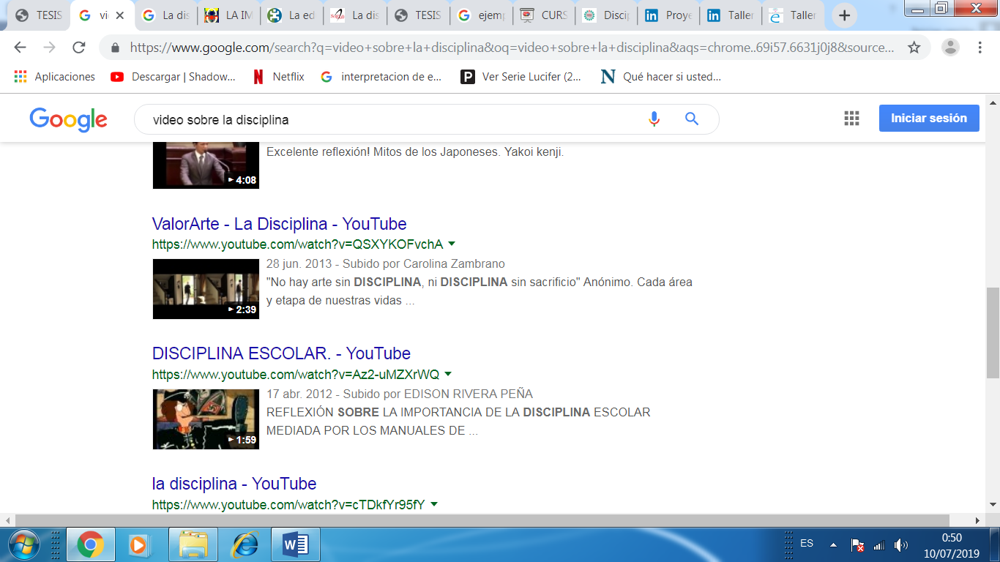 TESIS
vi
La dis
LA IM
La ed
La dis
TESIS
ejemp
CURS
Discip
Proye
Taller
Taller
https://www.google.com/search?q=video+sobre+la+disciplina&oq=video+sobre+la+disciplina&aqs=chrome..69i57.6631j0j8&source...
Aplicaciones
Descargar | Shadow...
Netflix
interpretacion de e...
Ver Serie Lucifer (2...
Qué hacer si usted...
Google
video sobre la disciplina
Iniciar sesión
Excelente reflexión! Mitos de los Japoneses. Yakoi kenji.
4:08
ValorArte - La Disciplina - YouTube
https://www.youtube.com/watch?v=QSXYKOFvchA
28 jun. 2013 - Subido por Carolina Zambrano
"No hay arte sin DISCIPLINA, ni DISCIPLINA sin sacrificio" Anónimo. Cada área
y etapa de nuestras vidas ...
2:39
DISCIPLINA ESCOLAR. - YouTube
https://www.youtube.com/watch?v=Az2-uMZXrWQ
17 abr. 2012 - Subido por EDISON RIVERA PEÑA
REFLEXIÓN SOBRE LA IMPORTANCIA DE LA DISCIPLINA ESCOLAR
MEDIADA POR LOS MANUALES DE ...
1:59
la disciplina - YouTube
https://www.youtube.com/watch?v=cTDkfYr95fY
ES
0:50
10/07/2019